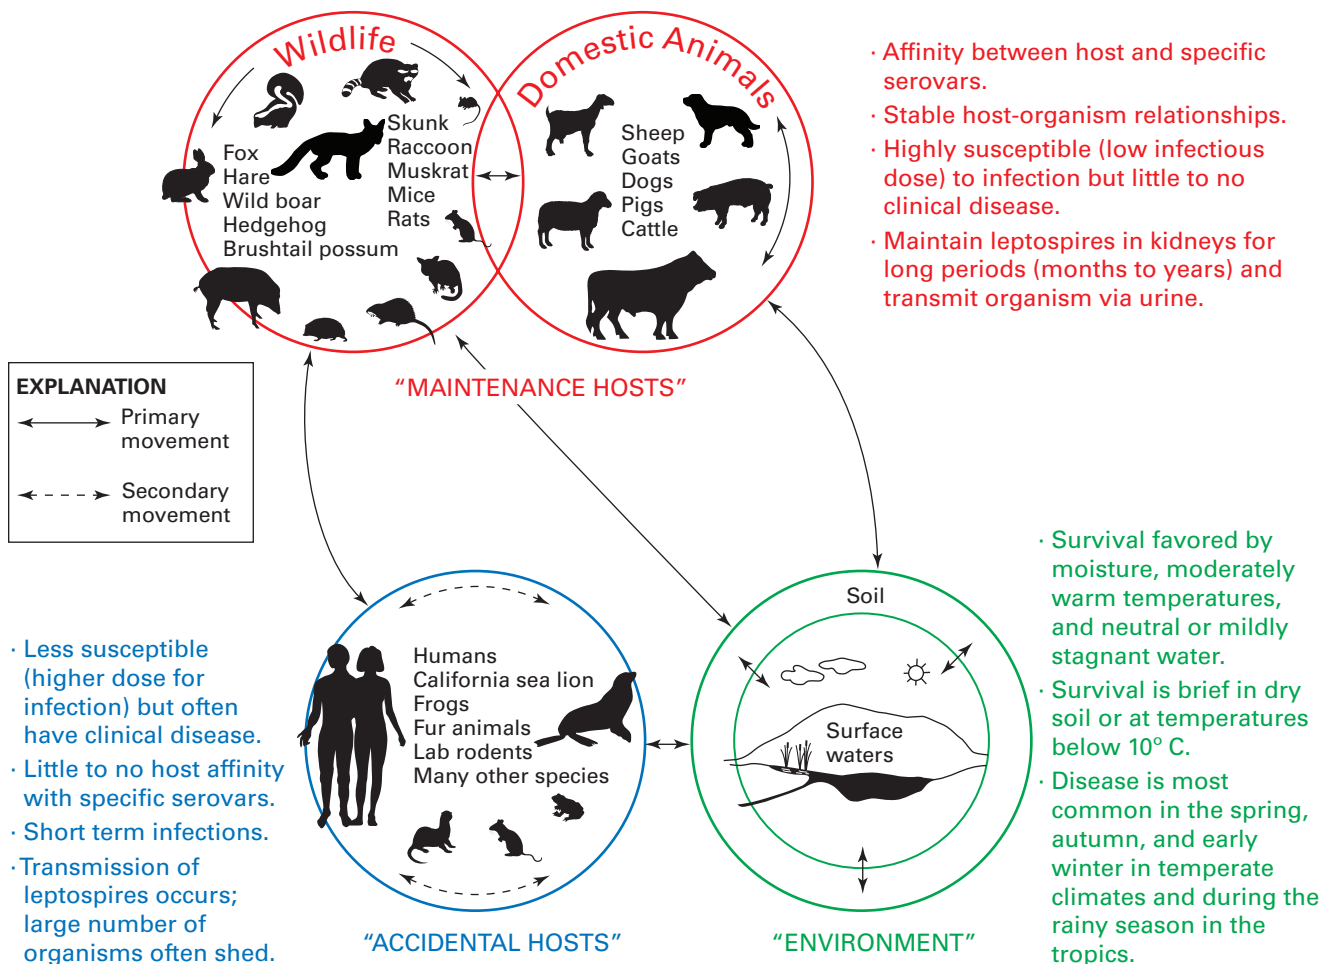 Wildlife
Domestic Animals
Skunk
Raccoon
Muskrat
Mice
Rats
Fox
Hare
Wild boar
Hedgehog
Brushtail possum
Sheep
Goats
Dogs
Pigs
Cattle
· Affinity between host and specific
serovars.
· Stable host-organism relationships.
· Highly susceptible (low infectious
dose) to infection but little to no
clinical disease.
· Maintain leptospires in kidneys for
long periods (months to years) and
transmit organism via urine.
“MAINTENANCE HOSTS”
EXPLANATION
Primary
movement
Secondary
movement
· Less susceptible
(higher dose for
infection) but often
have clinical disease.
· Little to no host affinity
with specific serovars.
· Short term infections.
· Transmission of
leptospires occurs;
large number of
organisms often shed.
Humans
California sea lion
Frogs
Fur animals
Lab rodents
Many other species
“ACCIDENTAL HOSTS”
Soil
Surface
waters
“ENVIRONMENT”
· Survival favored by
moisture, moderately
warm temperatures,
and neutral or mildly
stagnant water.
· Survival is brief in dry
soil or at temperatures
below 10° C.
· Disease is most
common in the spring,
autumn, and early
winter in temperate
climates and during the
rainy season in the
tropics.